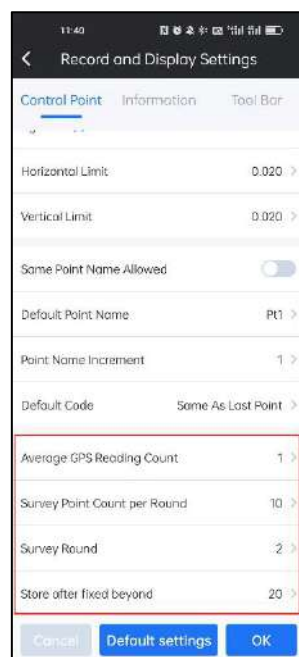 11:40
Record and Display Settings
Control Point Information Tool Bar
Horizontal Limit 0.020
Vertical Limit 0.020
Same Point Name Allowed
Default Point Name Pt1
Point Name Increment 1
Default Code Same As Last Point
Average GPS Reading Count 1
Survey Point Count per Round 10
Survey Round 2
Store after fixed beyond 20
Cancel Default settings OK